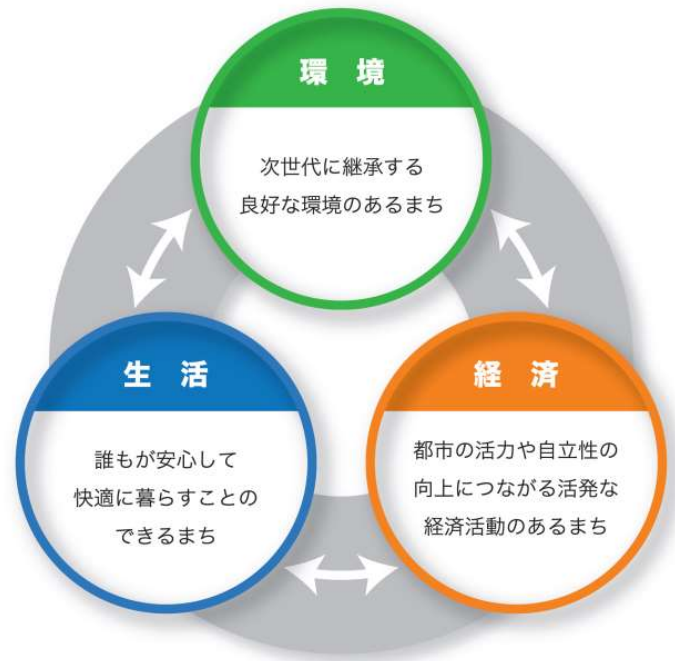 環 境
次世代に継承する
良好な環境のあるまち
生 活
誰もが安心して
快適に暮らすことの
できるまち
経 済
都市の活力や自立性の
向上につながる活発な
経済活動のあるまち